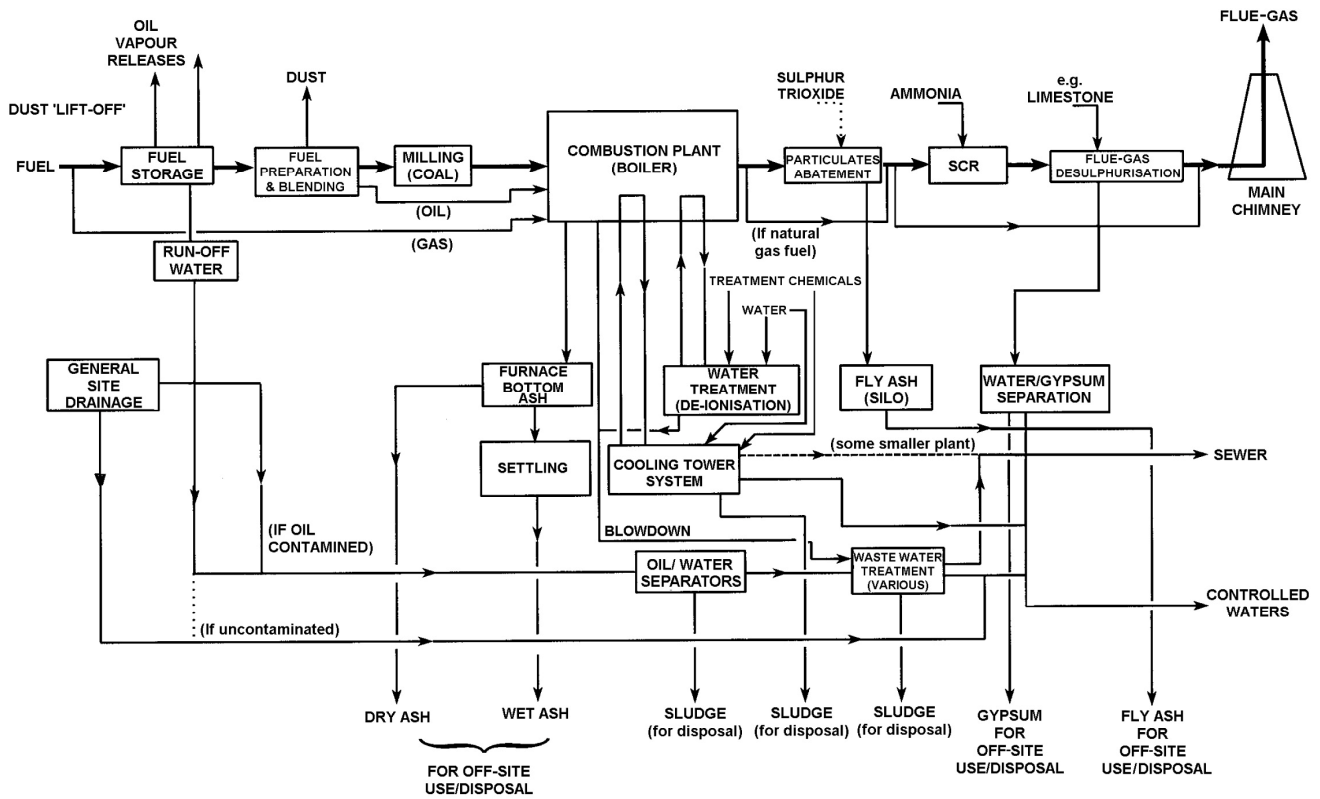 FLUE-GAS
OIL
VAPOUR
RELEASES
DUST
SULPHUR
TRIOXIDE
AMMONIA
e.g.
LIMESTONE
DUST 'LIFT-OFF'
FUEL
FUEL
STORAGE
FUEL
PREPARATION
& BLENDING
MILLING
(COAL)
COMBUSTION PLANT
(BOILER)
PARTICULATES
ABATEMENT
SCR
FLUE-GAS
DESULPHURISATION
MAIN
CHIMNEY
(OIL)
(GAS)
(If natural
gas fuel)
RUN-OFF
WATER
TREATMENT CHEMICALS
WATER
GENERAL
SITE
DRAINAGE
FURNACE
BOTTOM
ASH
WATER
TREATMENT
(DE-IONISATION)
FLY ASH
(SILO)
WATER/GYPSUM
SEPARATION
SETTLING
COOLING TOWER
SYSTEM
(some smaller plant)
SEWER
(IF OIL
CONTAMINED)
BLOWDOWN
OIL/ WATER
SEPARATORS
WASTE WATER
TREATMENT
(VARIOUS)
CONTROLLED
WATERS
(If uncontaminated)
DRY ASH
WET ASH
SLUDGE
(for disposal)
SLUDGE
(for disposal)
SLUDGE
(for disposal)
GYPSUM
FOR
OFF-SITE
USE/DISPOSAL
FLY ASH
FOR
OFF-SITE
USE/DISPOSAL
FOR OFF-SITE
USE/DISPOSAL